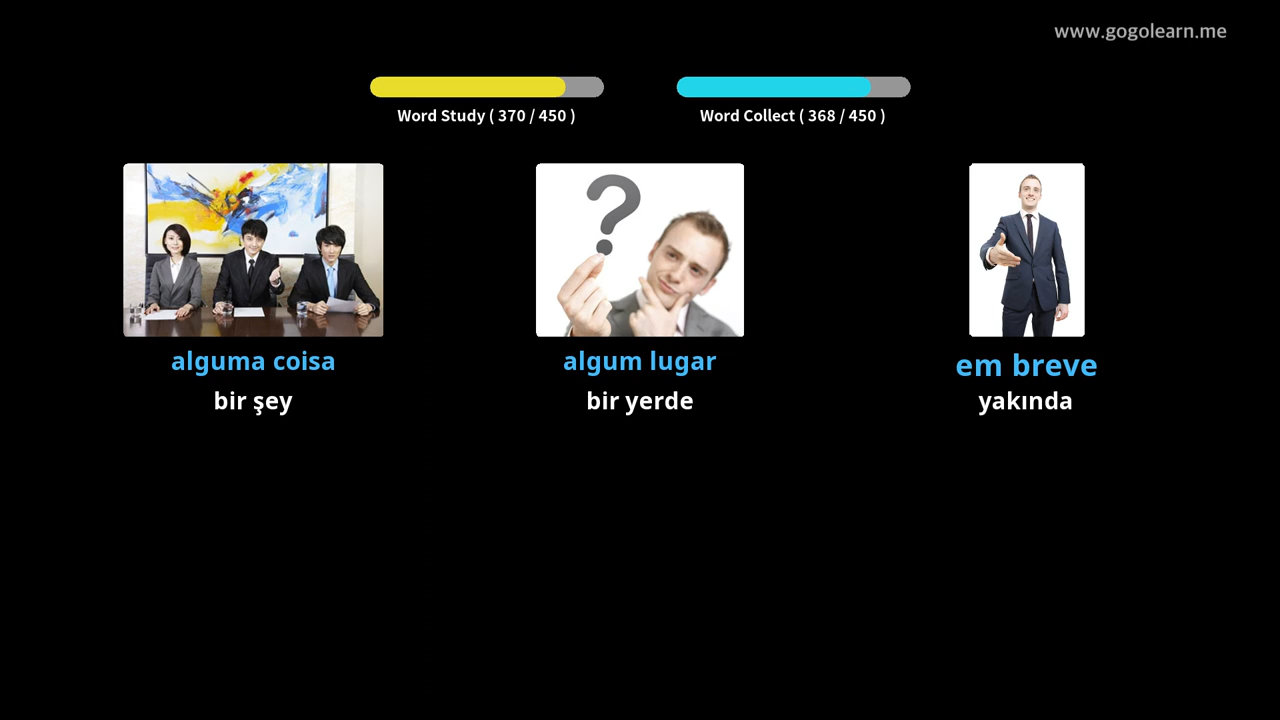 www.gogolearn.me
Word Study ( 370 / 450 )
Word Collect ( 368 / 450 )
alguma coisa
bir şey
algum lugar
bir yerde
em breve
yakında